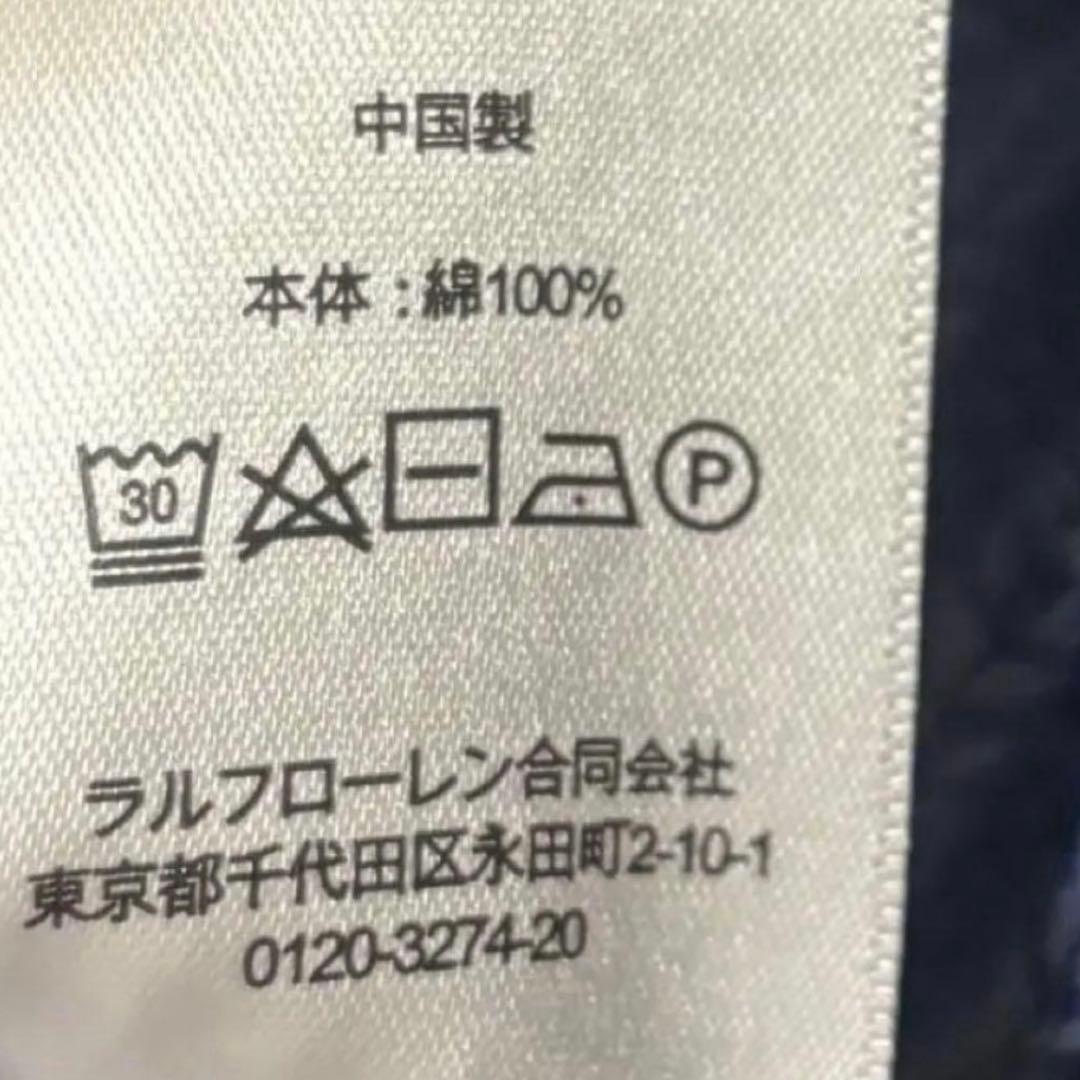 中国製
本体：綿100%
30 P
ラルフローレン合同会社
東京都千代田区永田町2-10-1
0120-3274-20